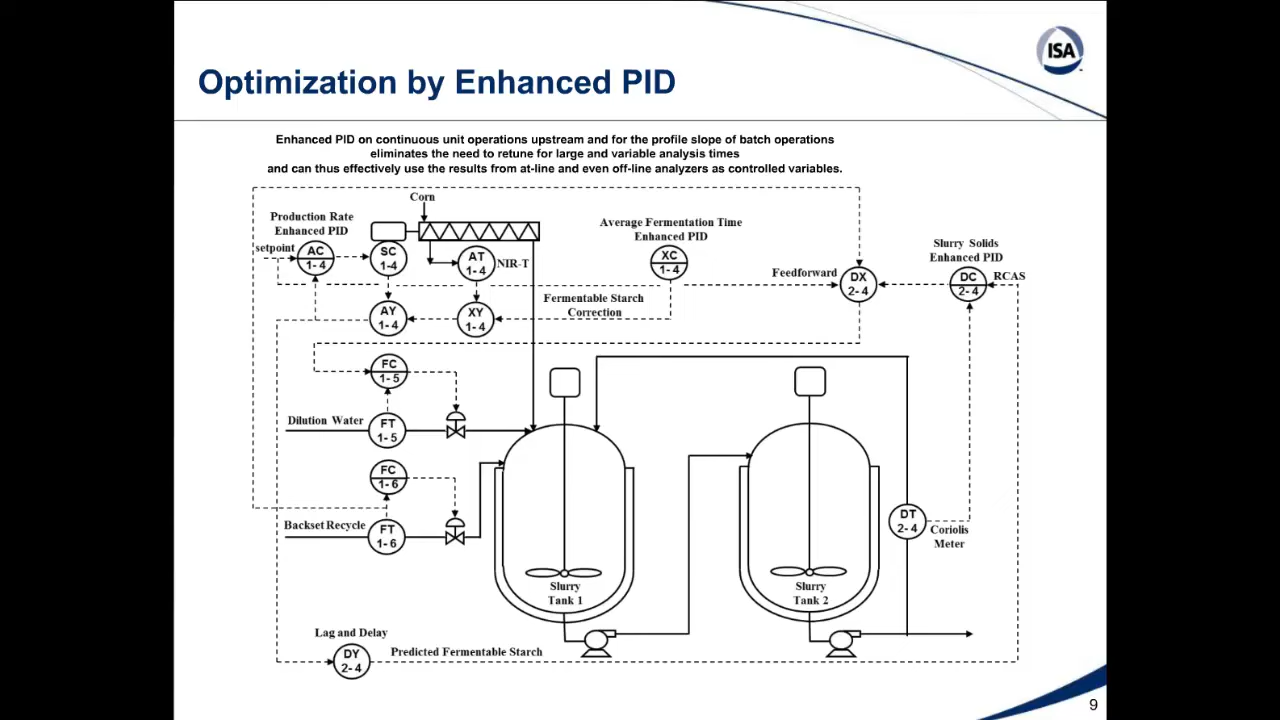 ISA
Optimization by Enhanced PID
Enhanced PID on continuous unit operations upstream and for the profile slope of batch operations
eliminates the need to retune for large and variable analysis times
and can thus effectively use the results from at-line and even off-line analyzers as controlled variables.
Corn
Production Rate
Enhanced PID
setpoint
AC
1- 4
SC
1-4
AT
1- 4
NIR-T
Average Fermentation Time
Enhanced PID
XC
1- 4
Slurry Solids
Enhanced PID
Feedforward
DX
2- 4
DC
2- 4
RCAS
AY
1- 4
XY
1- 4
Fermentable Starch
Correction
FC
1- 5
Dilution Water
FT
1- 5
FC
1- 6
Backset Recycle
FT
1- 6
DT
2- 4
Coriolis
Meter
Slurry
Tank 1
Slurry
Tank 2
Lag and Delay
DY
2- 4
Predicted Fermentable Starch
9